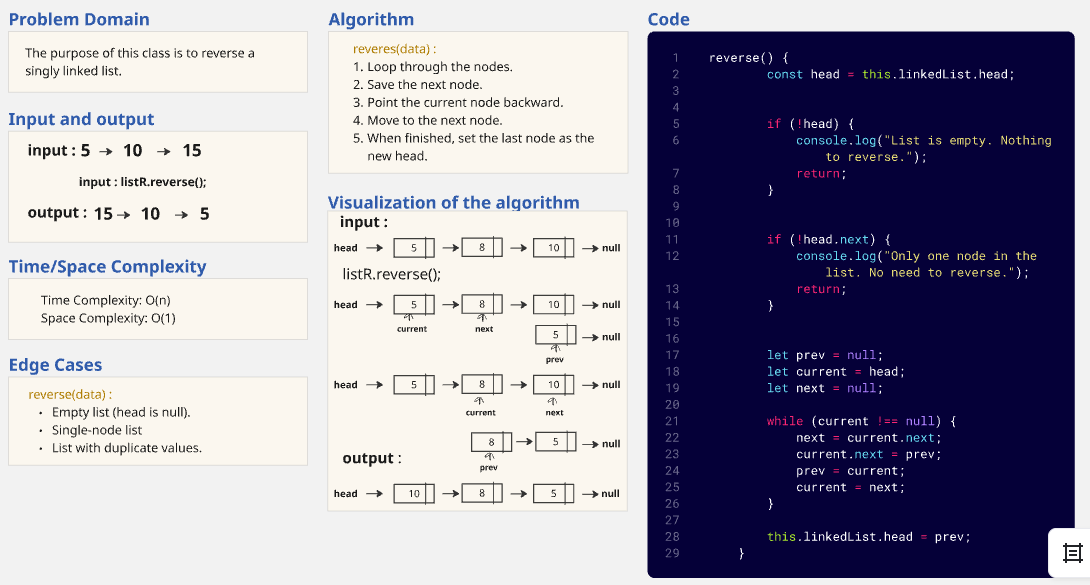 Problem Domain
The purpose of this class is to reverse a
singly linked list.
Input and output
input : 5 → 10 → 15
input : listR.reverse();
output : 15 → 10 → 5
Time/Space Complexity
Time Complexity: O(n)
Space Complexity: O(1)
Edge Cases
reverse(data) :
• Empty list (head is null).
• Single-node list
• List with duplicate values.
Algorithm
reveres(data) :
1. Loop through the nodes.
2. Save the next node.
3. Point the current node backward.
4. Move to the next node.
5. When finished, set the last node as the
new head.
Visualization of the algorithm
input :
head → 5 → 8 → 10 → null
listR.reverse();
head → 5 → 8 → 10 → null
current next
5 → null
prev
head → 5 → 8 → 10 → null
current next
8 → 5 → null
prev
output :
head → 10 → 8 → 5 → null
Code
1 reverse() {
2 const head = this.linkedList.head;
3
4
5 if (!head) {
6 console.log("List is empty. Nothing
to reverse.");
7 return;
8 }
9
10
11 if (!head.next) {
12 console.log("Only one node in the
list. No need to reverse.");
13 return;
14 }
15
16
17 let prev = null;
18 let current = head;
19 let next = null;
20
21 while (current !== null) {
22 next = current.next;
23 current.next = prev;
24 prev = current;
25 current = next;
26 }
27
28 this.linkedList.head = prev;
29 }